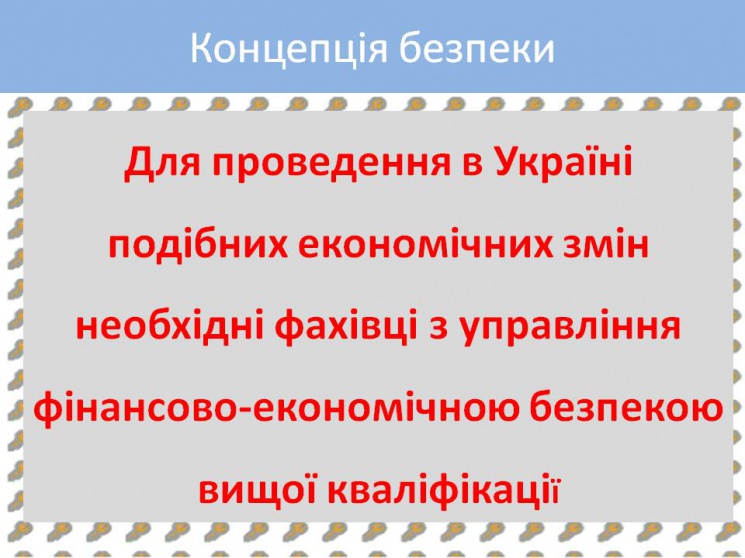 Концепція безпеки
Для проведення в Україні
подібних економічних змін
необхідні фахівці з управління
фінансово-економічною безпекою
вищої кваліфікації